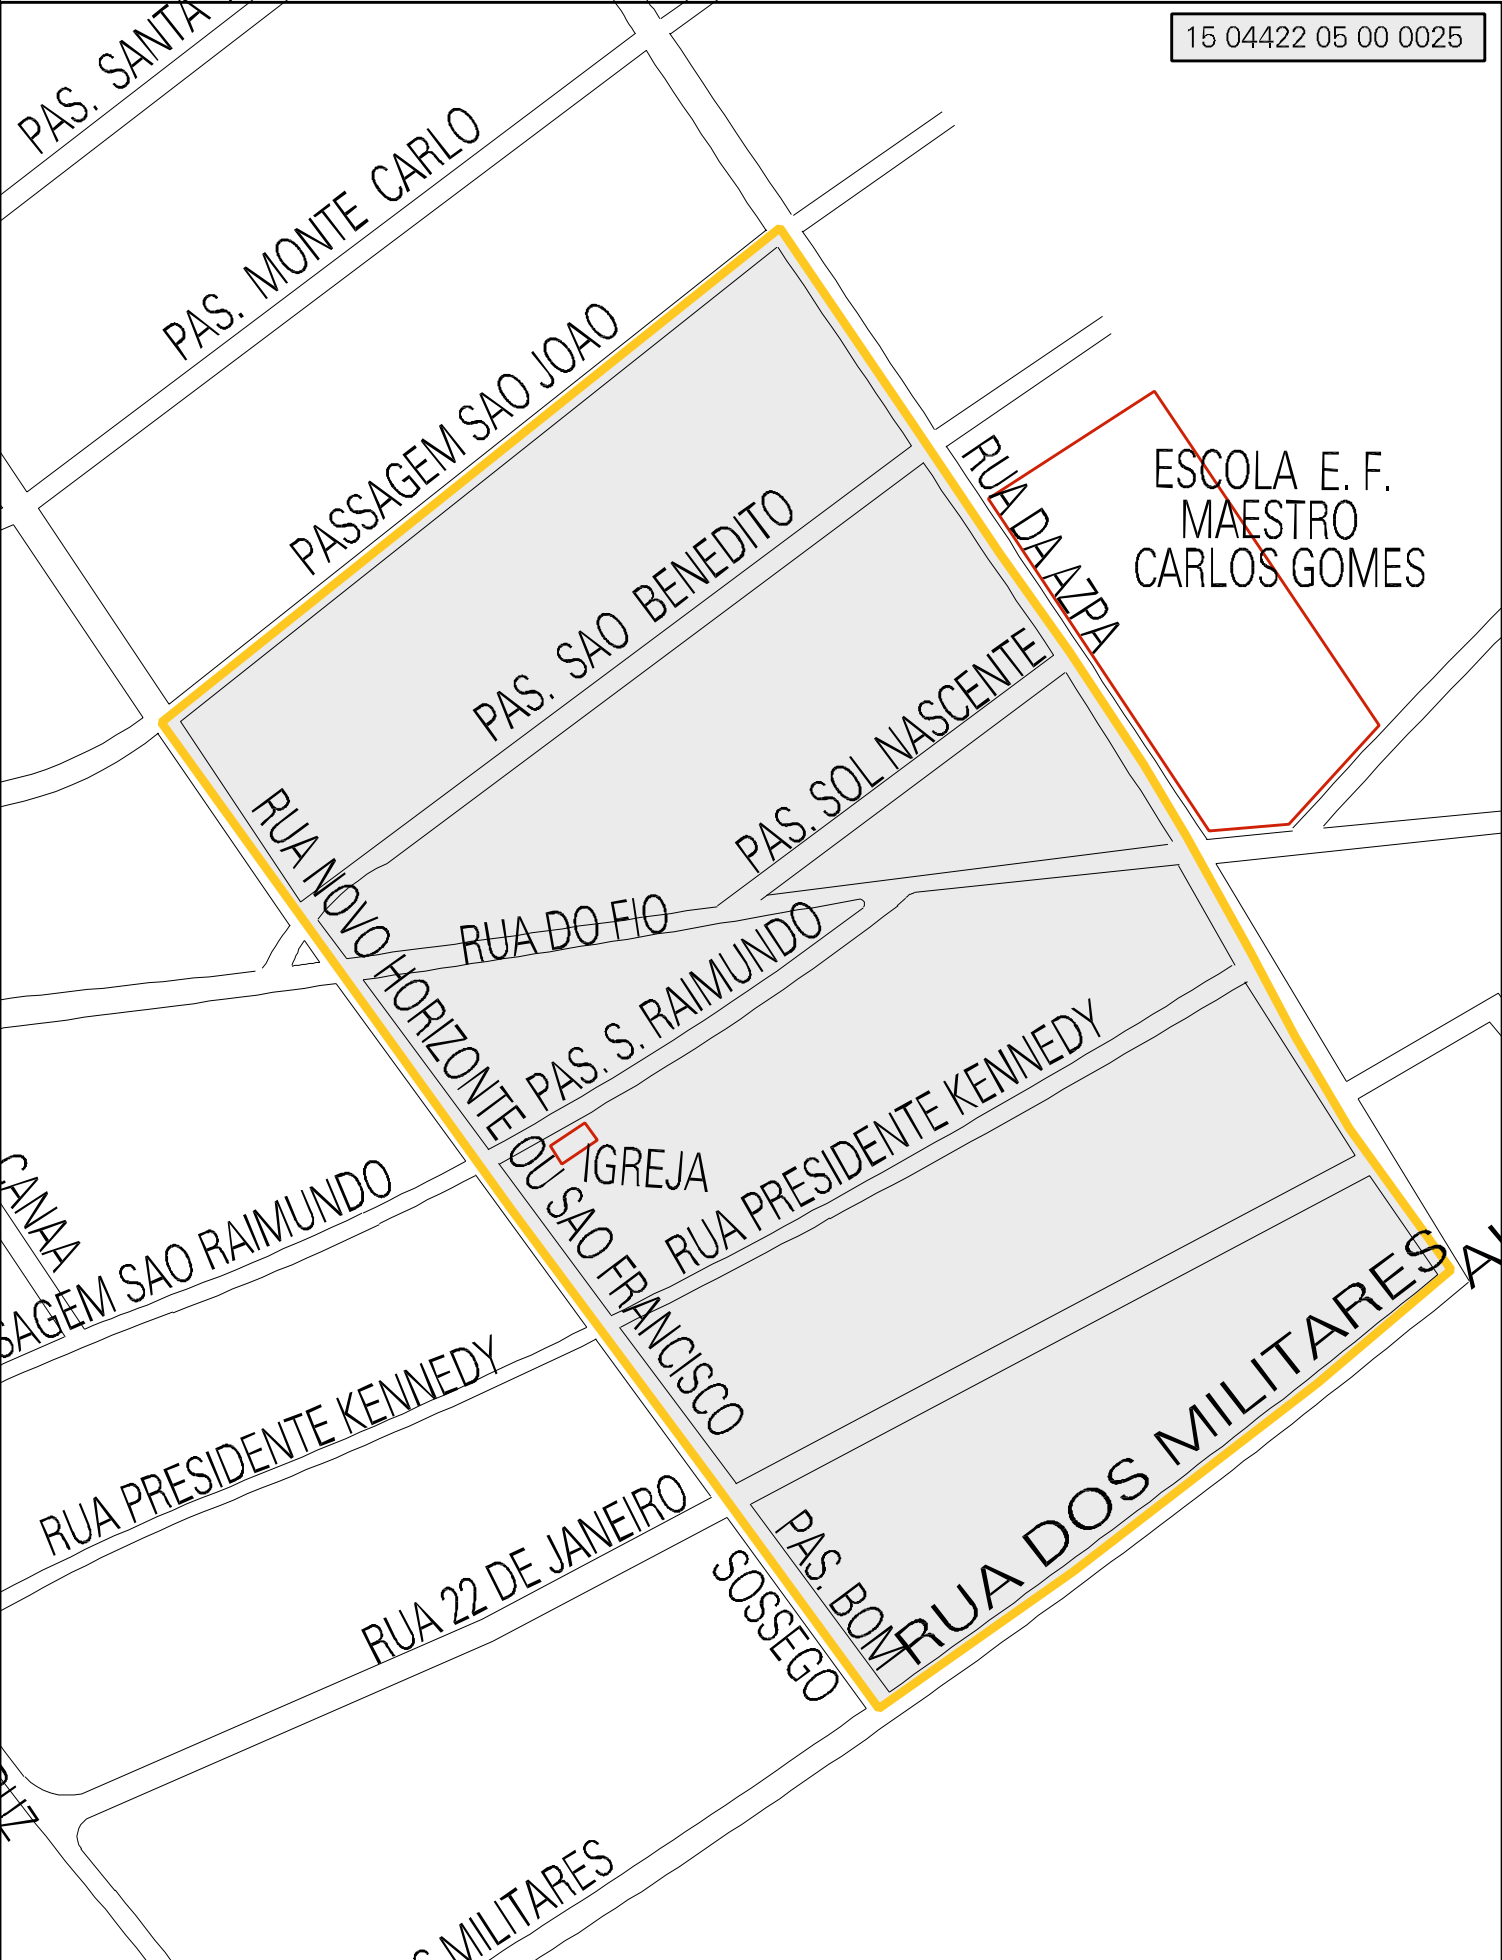 15 04422 05 00 0025
PAS. SANTA
PAS. MONTE CARLO
PASSAGEM SAO JOAO
ESCOLA E. F.
MAESTRO
CARLOS GOMES
RUA DA AZPA
PAS. SAO BENEDITO
PAS. SOL NASCENTE
RUA NOVO HORIZONTE OU SAO FRANCISCO
RUA DO FIO
PAS. S. RAIMUNDO
IGREJA
RUA PRESIDENTE KENNEDY
CANAA
SAGEM SAO RAIMUNDO
RUA PRESIDENTE KENNEDY
RUA 22 DE JANEIRO
PAS. BOM
SOSSEGO
RUA DOS MILITARES
S MILITARES